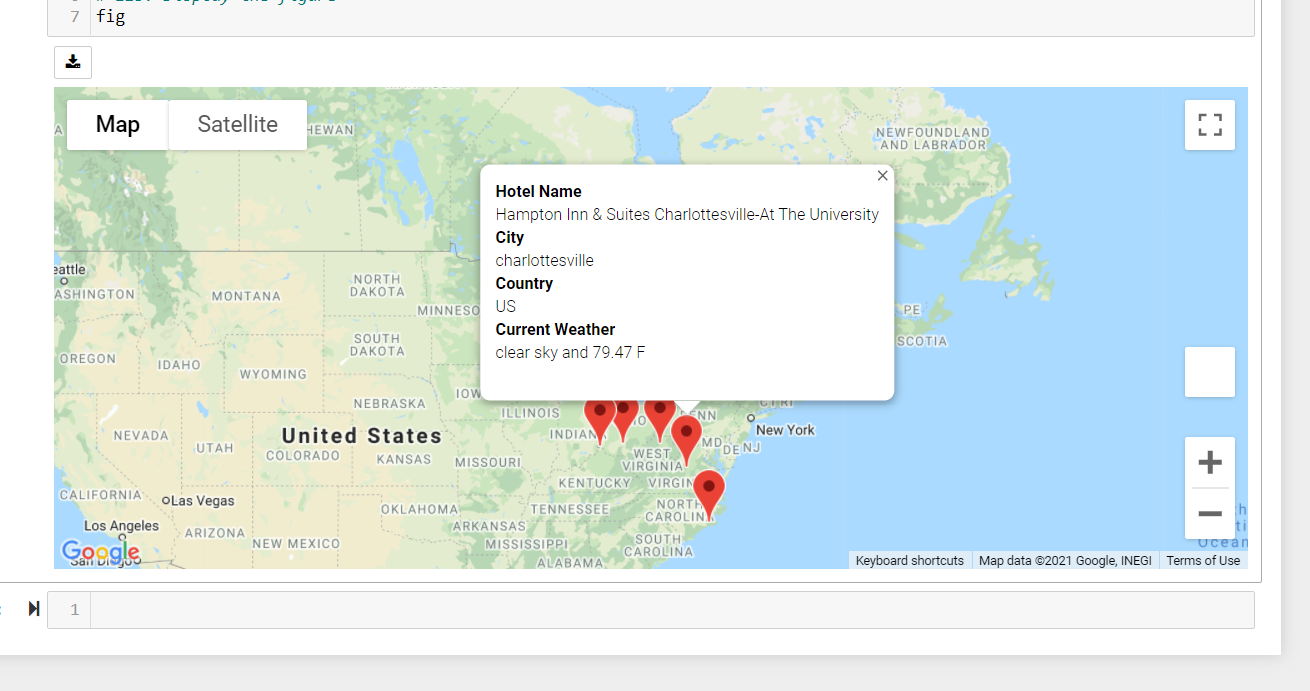 7 fig
Map Satellite
HEWAN
NEWFOUNDLAND
AND LABRADOR
Hotel Name
Hampton Inn & Suites Charlottesville-At The University
City
charlottesville
Country
US
Current Weather
clear sky and 79.47 F
eattle
ASHINGTON
MONTANA
NORTH
DAKOTA
MINNESO
PE
SCOTIA
OREGON
IDAHO
WYOMING
SOUTH
DAKOTA
NEBRASKA
IOW
ILLINOIS
INDIAN
PENN
New York
MD
DE NJ
NEVADA
UTAH
United States
COLORADO
KANSAS
MISSOURI
WEST
VIRGINIA
KENTUCKY
VIRGIN
CALIFORNIA
Las Vegas
OKLAHOMA
TENNESSEE
NORTH
CAROLIN
Los Angeles
ARIZONA
NEW MEXICO
ARKANSAS
MISSISSIPPI
SOUTH
CAROLINA
ALABAMA
Google
San Diego
Ocean
Keyboard shortcuts Map data ©2021 Google, INEGI Terms of Use
1